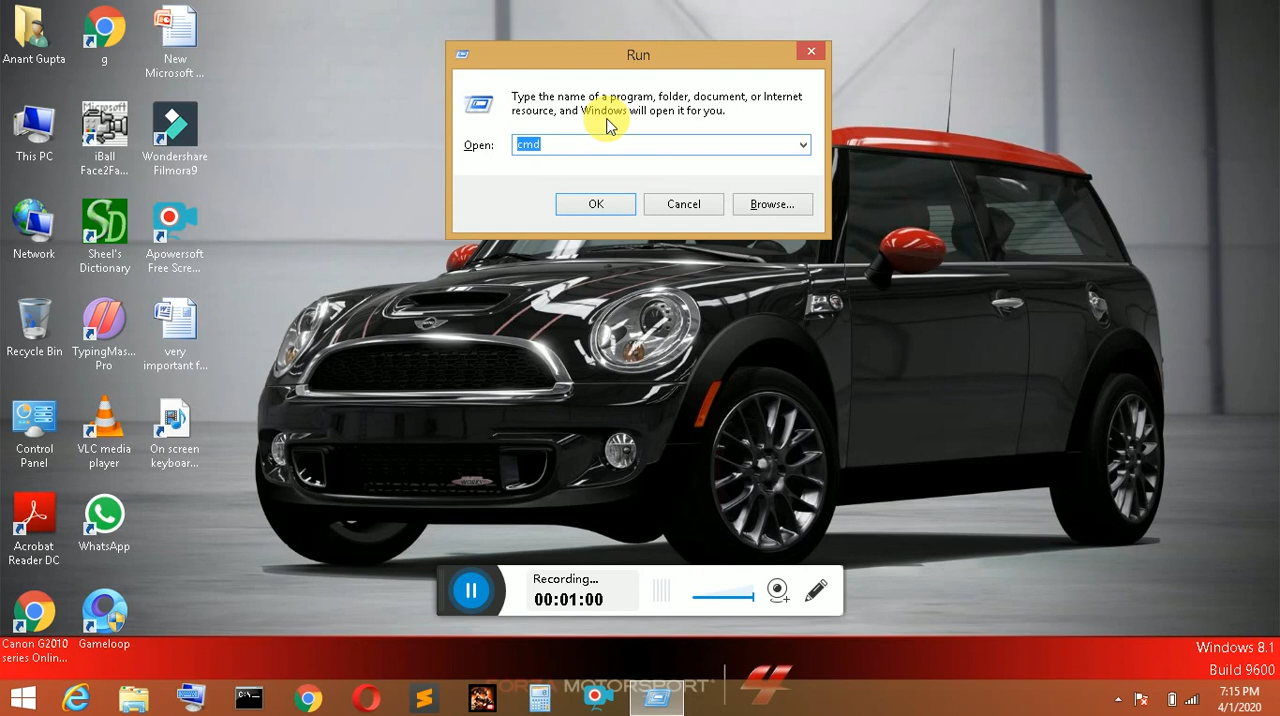 Anant Gupta
g
New
Microsoft ...
This PC
Microsoft
iBall
Face2Fa...
Wondershare
Filmora9
Network
SD
Sheel's
Dictionary
Apowersoft
Free Scre...
Recycle Bin
TypingMas...
Pro
very
important f...
Control
Panel
VLC media
player
On screen
keyboar...
Acrobat
Reader DC
WhatsApp
Canon G2010
series Onlin...
Gameloop
Run
Type the name of a program, folder, document, or Internet
resource, and Windows will open it for you.
Open:
cmd
OK
Cancel
Browse...
Recording...
00:01:00
Windows 8.1
Build 9600
MOTORSPORT
4
7:15 PM
4/1/2020